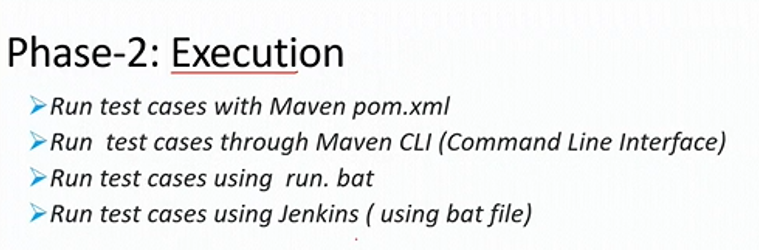 Phase-2: Execution
Run test cases with Maven pom.xml
Run  test cases through Maven CLI (Command Line Interface)
Run test cases using  run. bat
Run test cases using Jenkins ( using bat file)